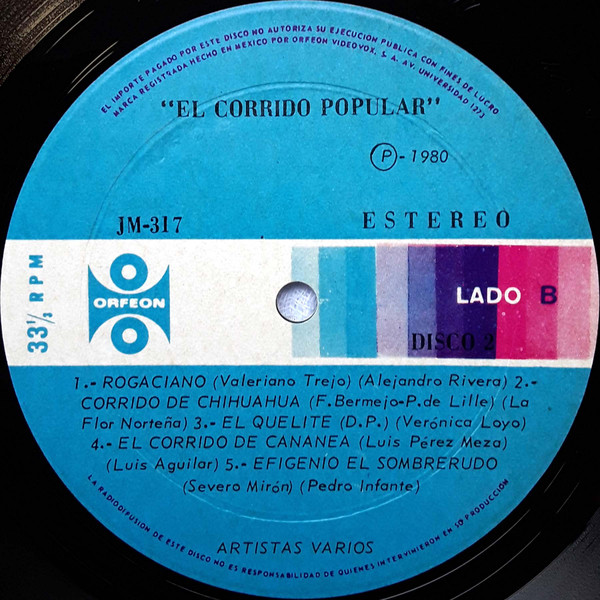 EL IMPORTE PAGADO POR ESTE DISCO NO AUTORIZA SU EJECUCIÓN PÚBLICA CON FINES DE LUCRO
MARCA REGISTRADA HECHO EN MEXICO POR ORFEON VIDEOVOX, S. A. AV. UNIVERSIDAD 1273
"EL CORRIDO POPULAR"
P - 1980
JM-317
ESTEREO
33⅓ RPM
ORFEON
LADO B
DISCO 2
1.- ROGACIANO (Valeriano Trejo) (Alejandro Rivera) 2.-
CORRIDO DE CHIHUAHUA (F. Bermejo-P. de Lille) (La
Flor Norteña) 3.- EL QUELITE (D.P.) (Verónica Loyo)
4.- EL CORRIDO DE CANANEA (Luis Pérez Meza)
(Luis Aguilar) 5.- EFIGENIO EL SOMBRERUDO
(Severo Mirón) (Pedro Infante)
ARTISTAS VARIOS
LA RADIODIFUSION DE ESTE DISCO NO ES RESPONSABILIDAD DE QUIENES INTERVINIERON EN SO PRODUCCIÓN